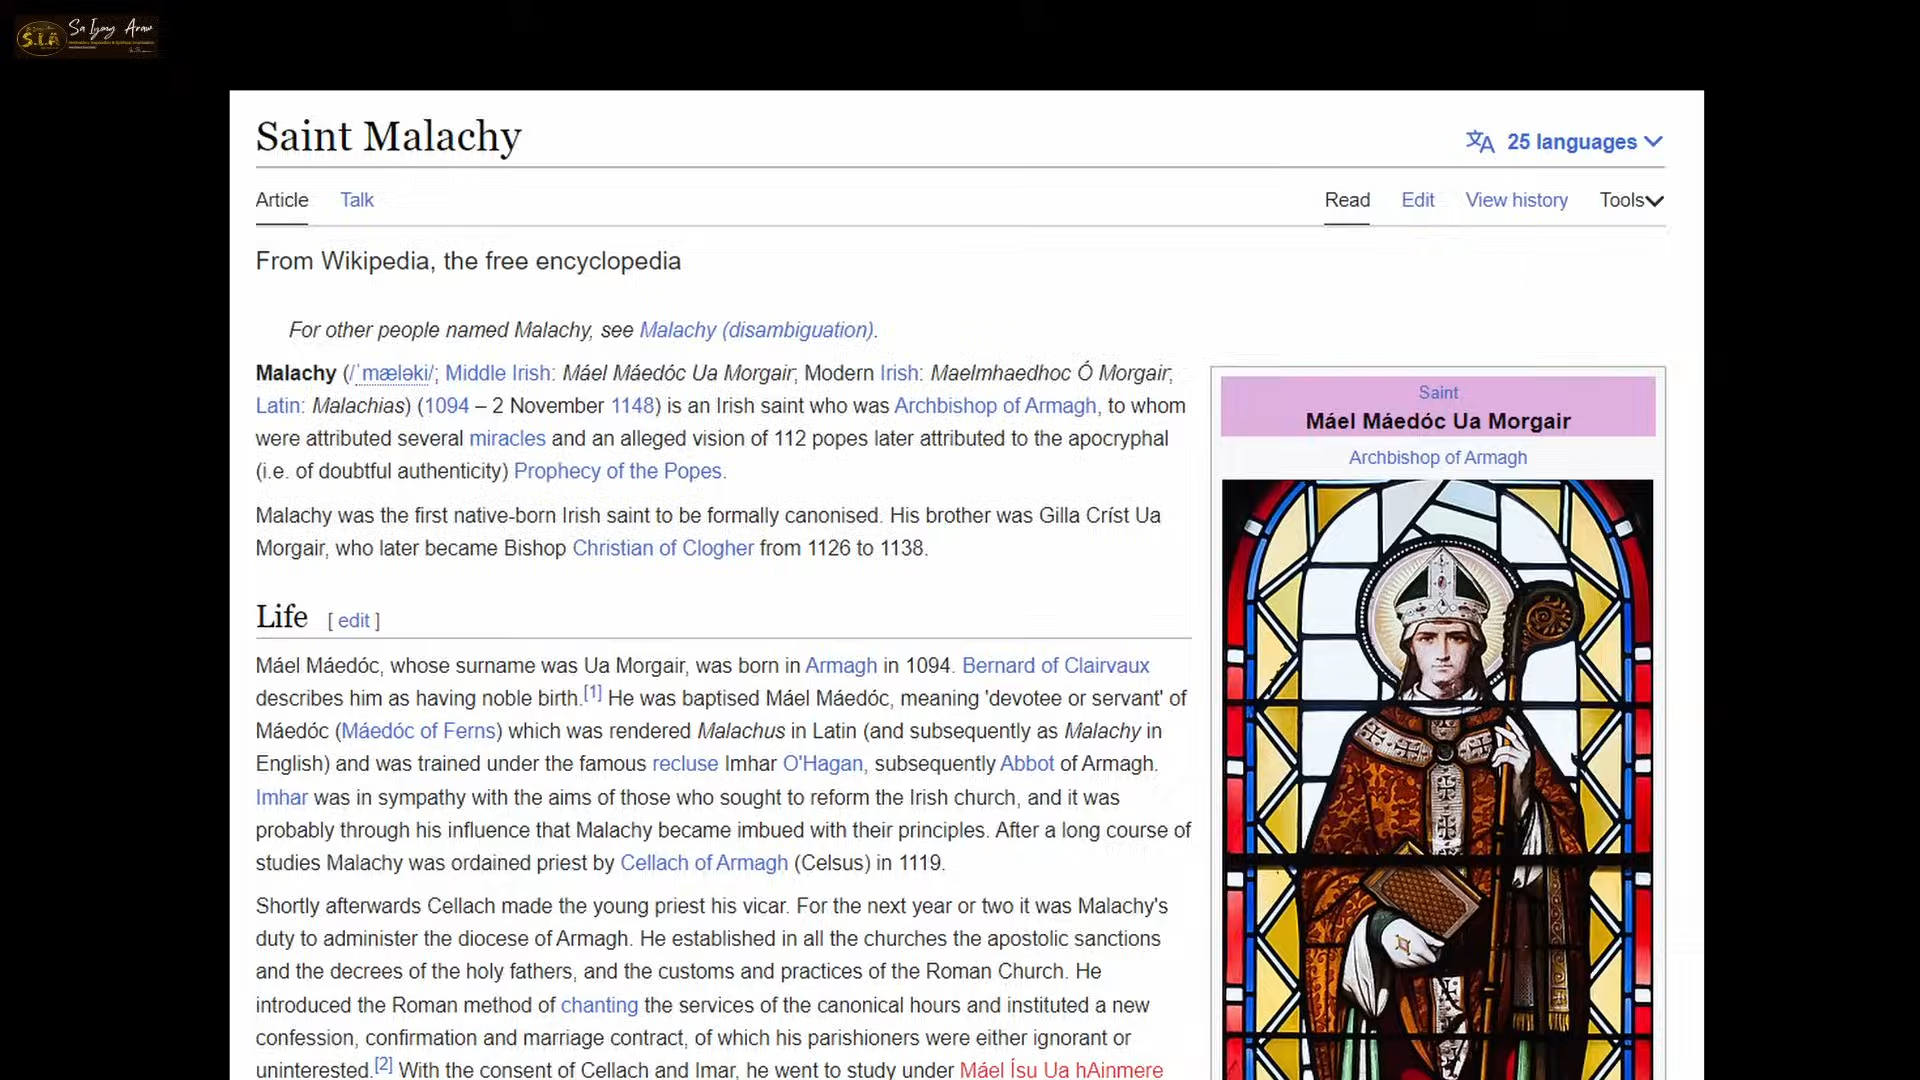 S.I.A
Sa Iyong Araw
Saint Malachy
25 languages
Article Talk Read Edit View history Tools
From Wikipedia, the free encyclopedia
For other people named Malachy, see Malachy (disambiguation).
Malachy (/ˈmæləki/; Middle Irish: Máel Máedóc Ua Morgair; Modern Irish: Maelmhaedhoc Ó Morgair,
Latin: Malachias) (1094 – 2 November 1148) is an Irish saint who was Archbishop of Armagh, to whom
were attributed several miracles and an alleged vision of 112 popes later attributed to the apocryphal
(i.e. of doubtful authenticity) Prophecy of the Popes.
Malachy was the first native-born Irish saint to be formally canonised. His brother was Gilla Críst Ua
Morgair, who later became Bishop Christian of Clogher from 1126 to 1138.
Saint
Máel Máedóc Ua Morgair
Archbishop of Armagh
Life [ edit ]
Máel Máedóc, whose surname was Ua Morgair, was born in Armagh in 1094. Bernard of Clairvaux
describes him as having noble birth.[1] He was baptised Máel Máedóc, meaning 'devotee or servant' of
Máedóc (Máedóc of Ferns) which was rendered Malachus in Latin (and subsequently as Malachy in
English) and was trained under the famous recluse Imhar O'Hagan, subsequently Abbot of Armagh.
Imhar was in sympathy with the aims of those who sought to reform the Irish church, and it was
probably through his influence that Malachy became imbued with their principles. After a long course of
studies Malachy was ordained priest by Cellach of Armagh (Celsus) in 1119.
Shortly afterwards Cellach made the young priest his vicar. For the next year or two it was Malachy's
duty to administer the diocese of Armagh. He established in all the churches the apostolic sanctions
and the decrees of the holy fathers, and the customs and practices of the Roman Church. He
introduced the Roman method of chanting the services of the canonical hours and instituted a new
confession, confirmation and marriage contract, of which his parishioners were either ignorant or
uninterested.[2] With the consent of Cellach and Imar, he went to study under Máel Ísu Ua hAinmere